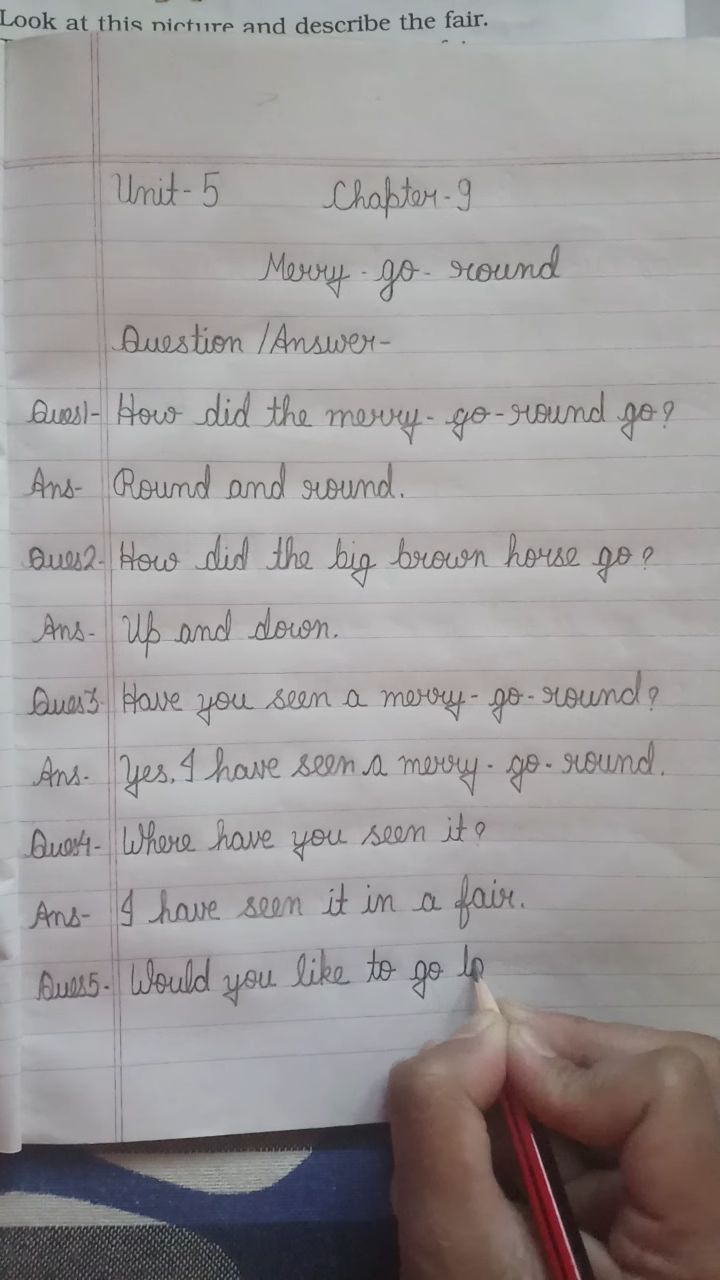 Look at this picture and describe the fair.
Unit-5 Chapter-9
Merry-go-round
Question/Answer-
Ques1- How did the merry-go-round go?
Ans- Round and round.
Ques2- How did the big brown horse go?
Ans- Up and down.
Ques3- Have you seen a merry-go-round?
Ans- Yes, I have seen a merry-go-round.
Ques4- Where have you seen it?
Ans- I have seen it in a fair.
Ques5- Would you like to go